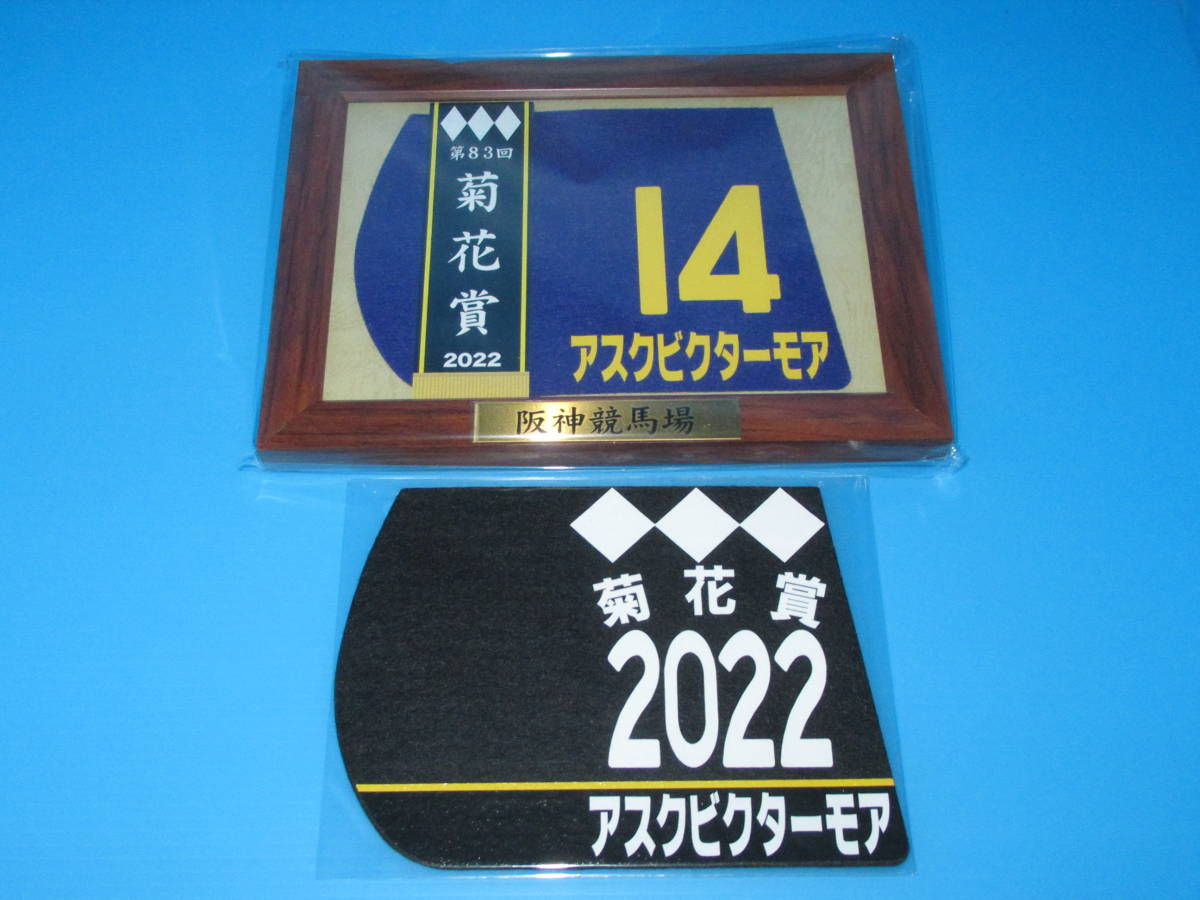 第83回
菊花賞
2022
14
アスクビクターモア
阪神競馬場
菊花賞
2022
アスクビクターモア